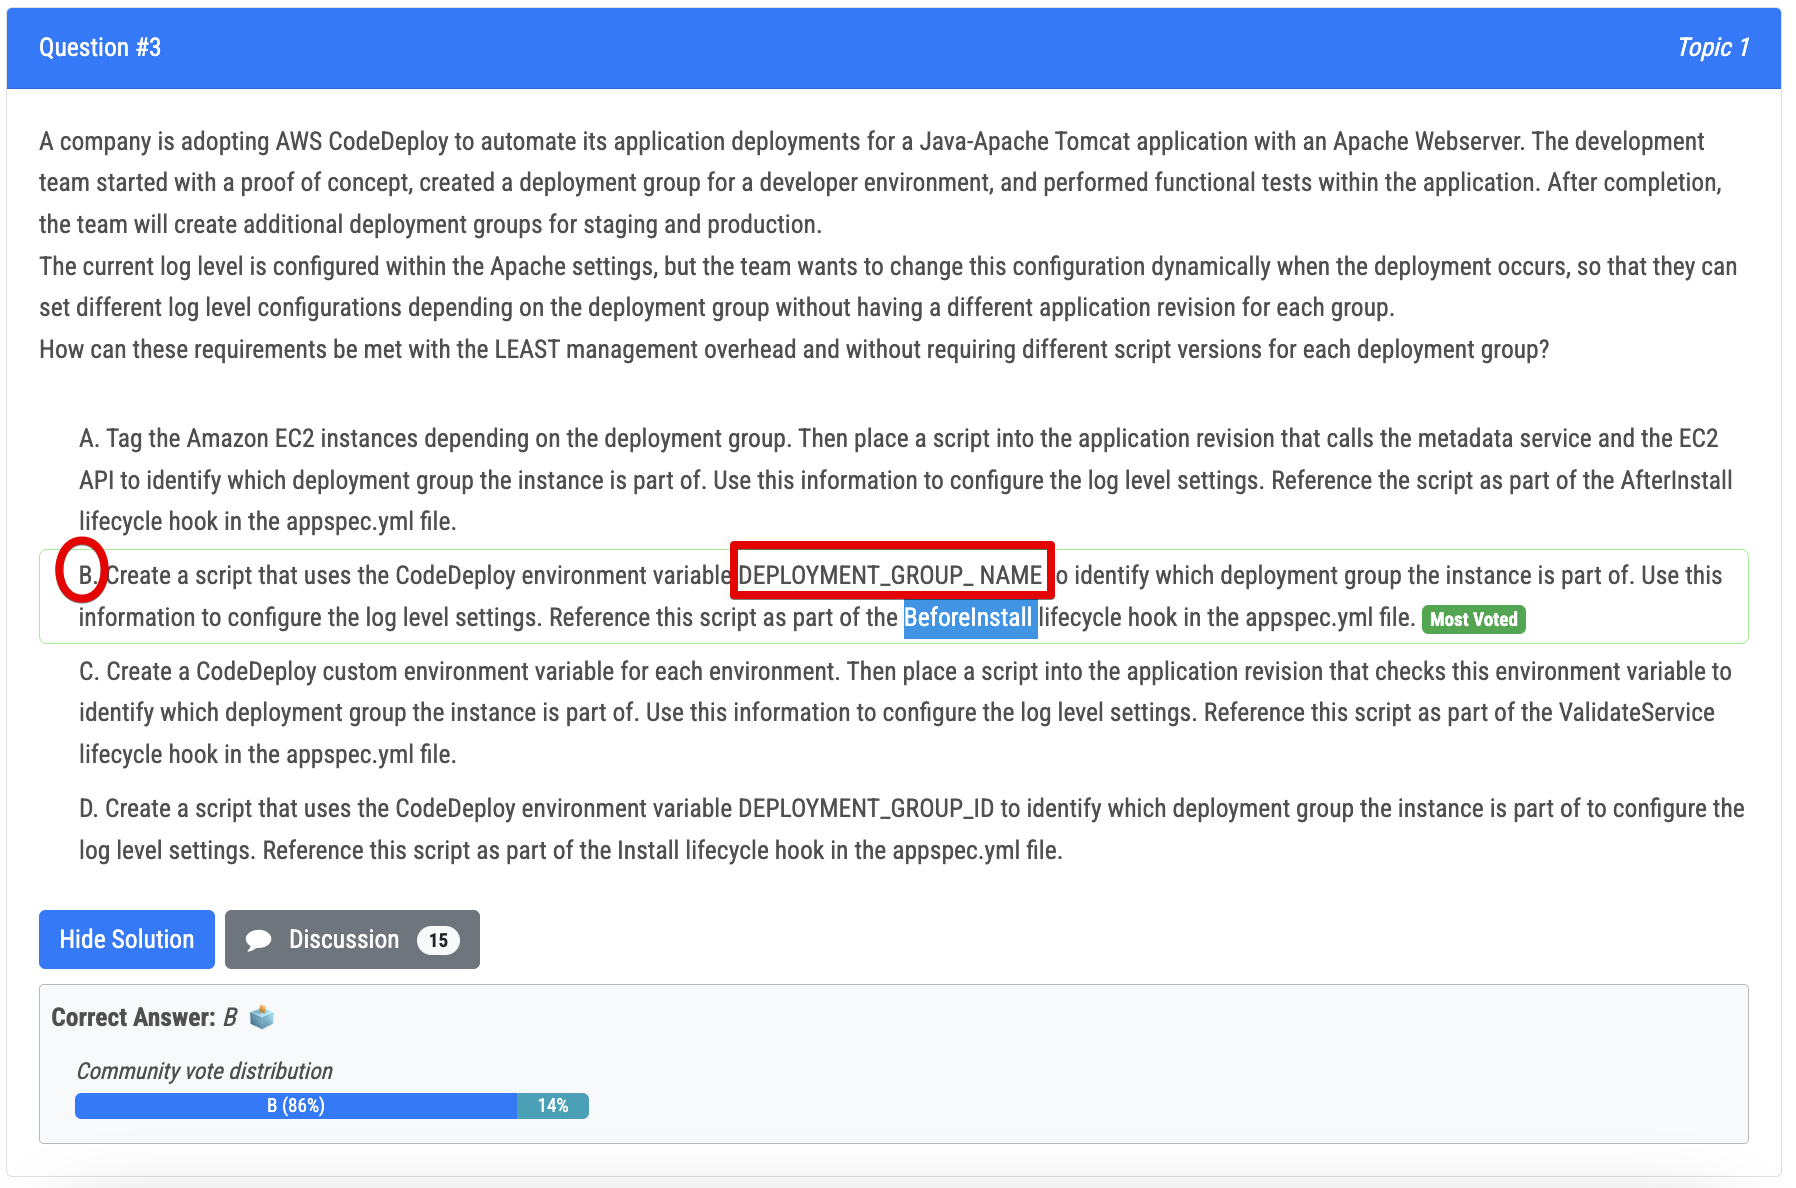 Question #3
Topic 1
A company is adopting AWS CodeDeploy to automate its application deployments for a Java-Apache Tomcat application with an Apache Webserver. The development
team started with a proof of concept, created a deployment group for a developer environment, and performed functional tests within the application. After completion,
the team will create additional deployment groups for staging and production.
The current log level is configured within the Apache settings, but the team wants to change this configuration dynamically when the deployment occurs, so that they can
set different log level configurations depending on the deployment group without having a different application revision for each group.
How can these requirements be met with the LEAST management overhead and without requiring different script versions for each deployment group?
A. Tag the Amazon EC2 instances depending on the deployment group. Then place a script into the application revision that calls the metadata service and the EC2
API to identify which deployment group the instance is part of. Use this information to configure the log level settings. Reference the script as part of the AfterInstall
lifecycle hook in the appspec.yml file.
B. Create a script that uses the CodeDeploy environment variable DEPLOYMENT_GROUP_ NAME to identify which deployment group the instance is part of. Use this
information to configure the log level settings. Reference this script as part of the BeforeInstall lifecycle hook in the appspec.yml file. Most Voted
C. Create a CodeDeploy custom environment variable for each environment. Then place a script into the application revision that checks this environment variable to
identify which deployment group the instance is part of. Use this information to configure the log level settings. Reference this script as part of the ValidateService
lifecycle hook in the appspec.yml file.
D. Create a script that uses the CodeDeploy environment variable DEPLOYMENT_GROUP_ID to identify which deployment group the instance is part of to configure the
log level settings. Reference this script as part of the Install lifecycle hook in the appspec.yml file.
Hide Solution
Discussion 15
Correct Answer: B
Community vote distribution
B (86%) 14%